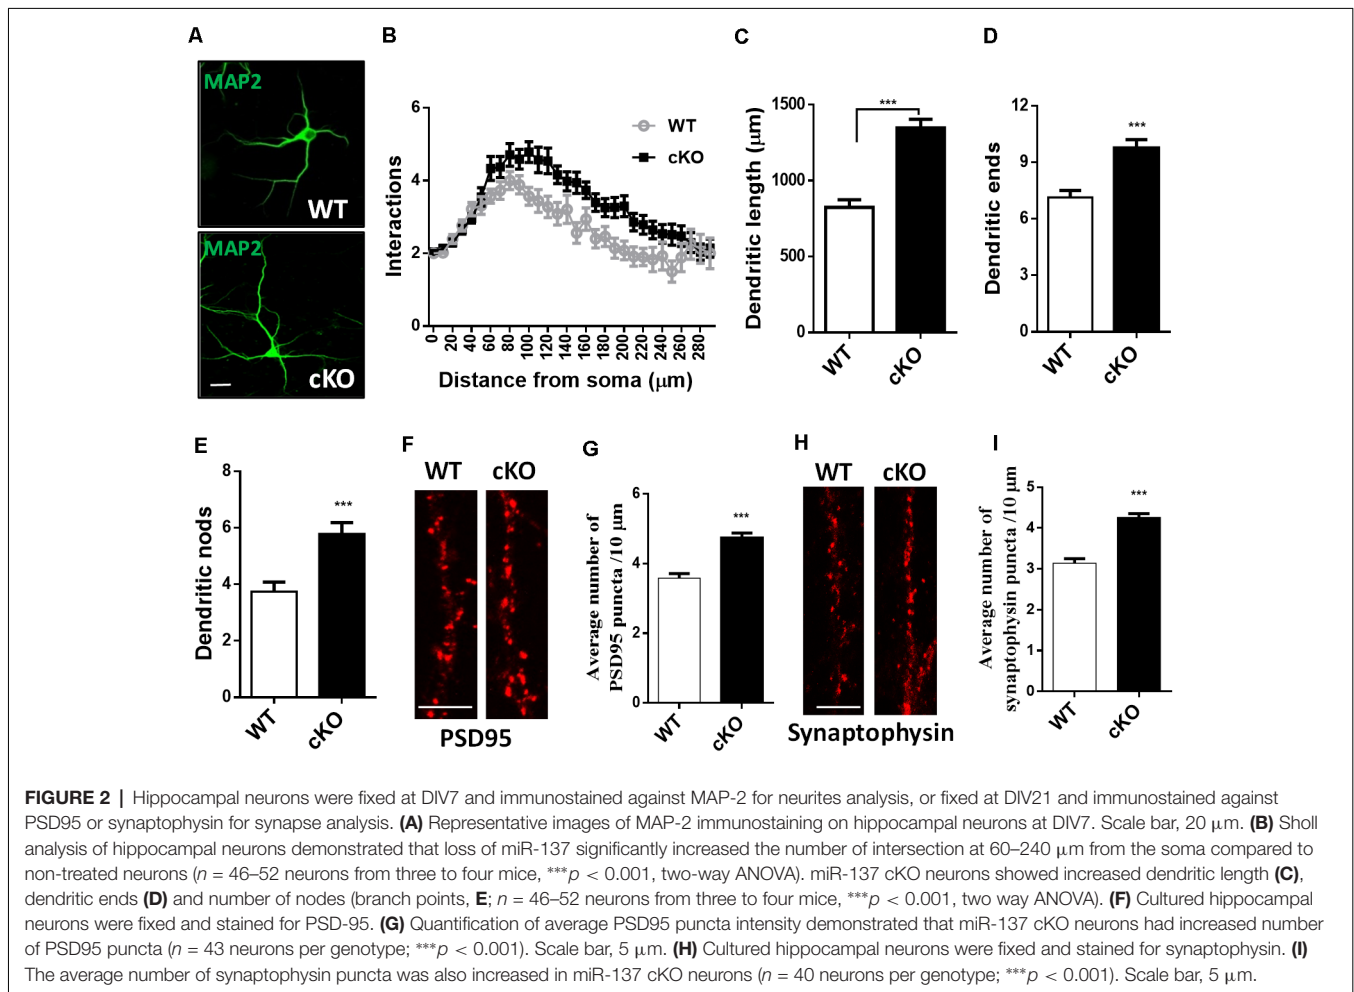 A
MAP2
WT
MAP2
cKO
B
Interactions
6
4
2
0
WT
cKO
0
20
40
60
80
100
120
140
160
180
200
220
240
260
280
Distance from soma (μm)
C
Dendritic length (μm)
1500
1000
500
0
***
WT
cKO
D
Dendritic ends
12
9
6
3
0
***
WT
cKO
E
Dendritic nods
8
6
4
2
0
***
WT
cKO
F
WT cKO
PSD95
G
Average number of
PSD95 puncta /10 μm
6
4
2
0
***
WT
cKO
H
WT cKO
Synaptophysin
I
Average number of
synaptophysin puncta /10 μm
5
4
3
2
1
0
***
WT
cKO
FIGURE 2 | Hippocampal neurons were fixed at DIV7 and immunostained against MAP-2 for neurites analysis, or fixed at DIV21 and immunostained against
PSD95 or synaptophysin for synapse analysis. (A) Representative images of MAP-2 immunostaining on hippocampal neurons at DIV7. Scale bar, 20 μm. (B) Sholl
analysis of hippocampal neurons demonstrated that loss of miR-137 significantly increased the number of intersection at 60–240 μm from the soma compared to
non-treated neurons (n = 46–52 neurons from three to four mice, ***p < 0.001, two-way ANOVA). miR-137 cKO neurons showed increased dendritic length (C),
dendritic ends (D) and number of nodes (branch points, E; n = 46–52 neurons from three to four mice, ***p < 0.001, two way ANOVA). (F) Cultured hippocampal
neurons were fixed and stained for PSD-95. (G) Quantification of average PSD95 puncta intensity demonstrated that miR-137 cKO neurons had increased number
of PSD95 puncta (n = 43 neurons per genotype; ***p < 0.001). Scale bar, 5 μm. (H) Cultured hippocampal neurons were fixed and stained for synaptophysin. (I)
The average number of synaptophysin puncta was also increased in miR-137 cKO neurons (n = 40 neurons per genotype; ***p < 0.001). Scale bar, 5 μm.